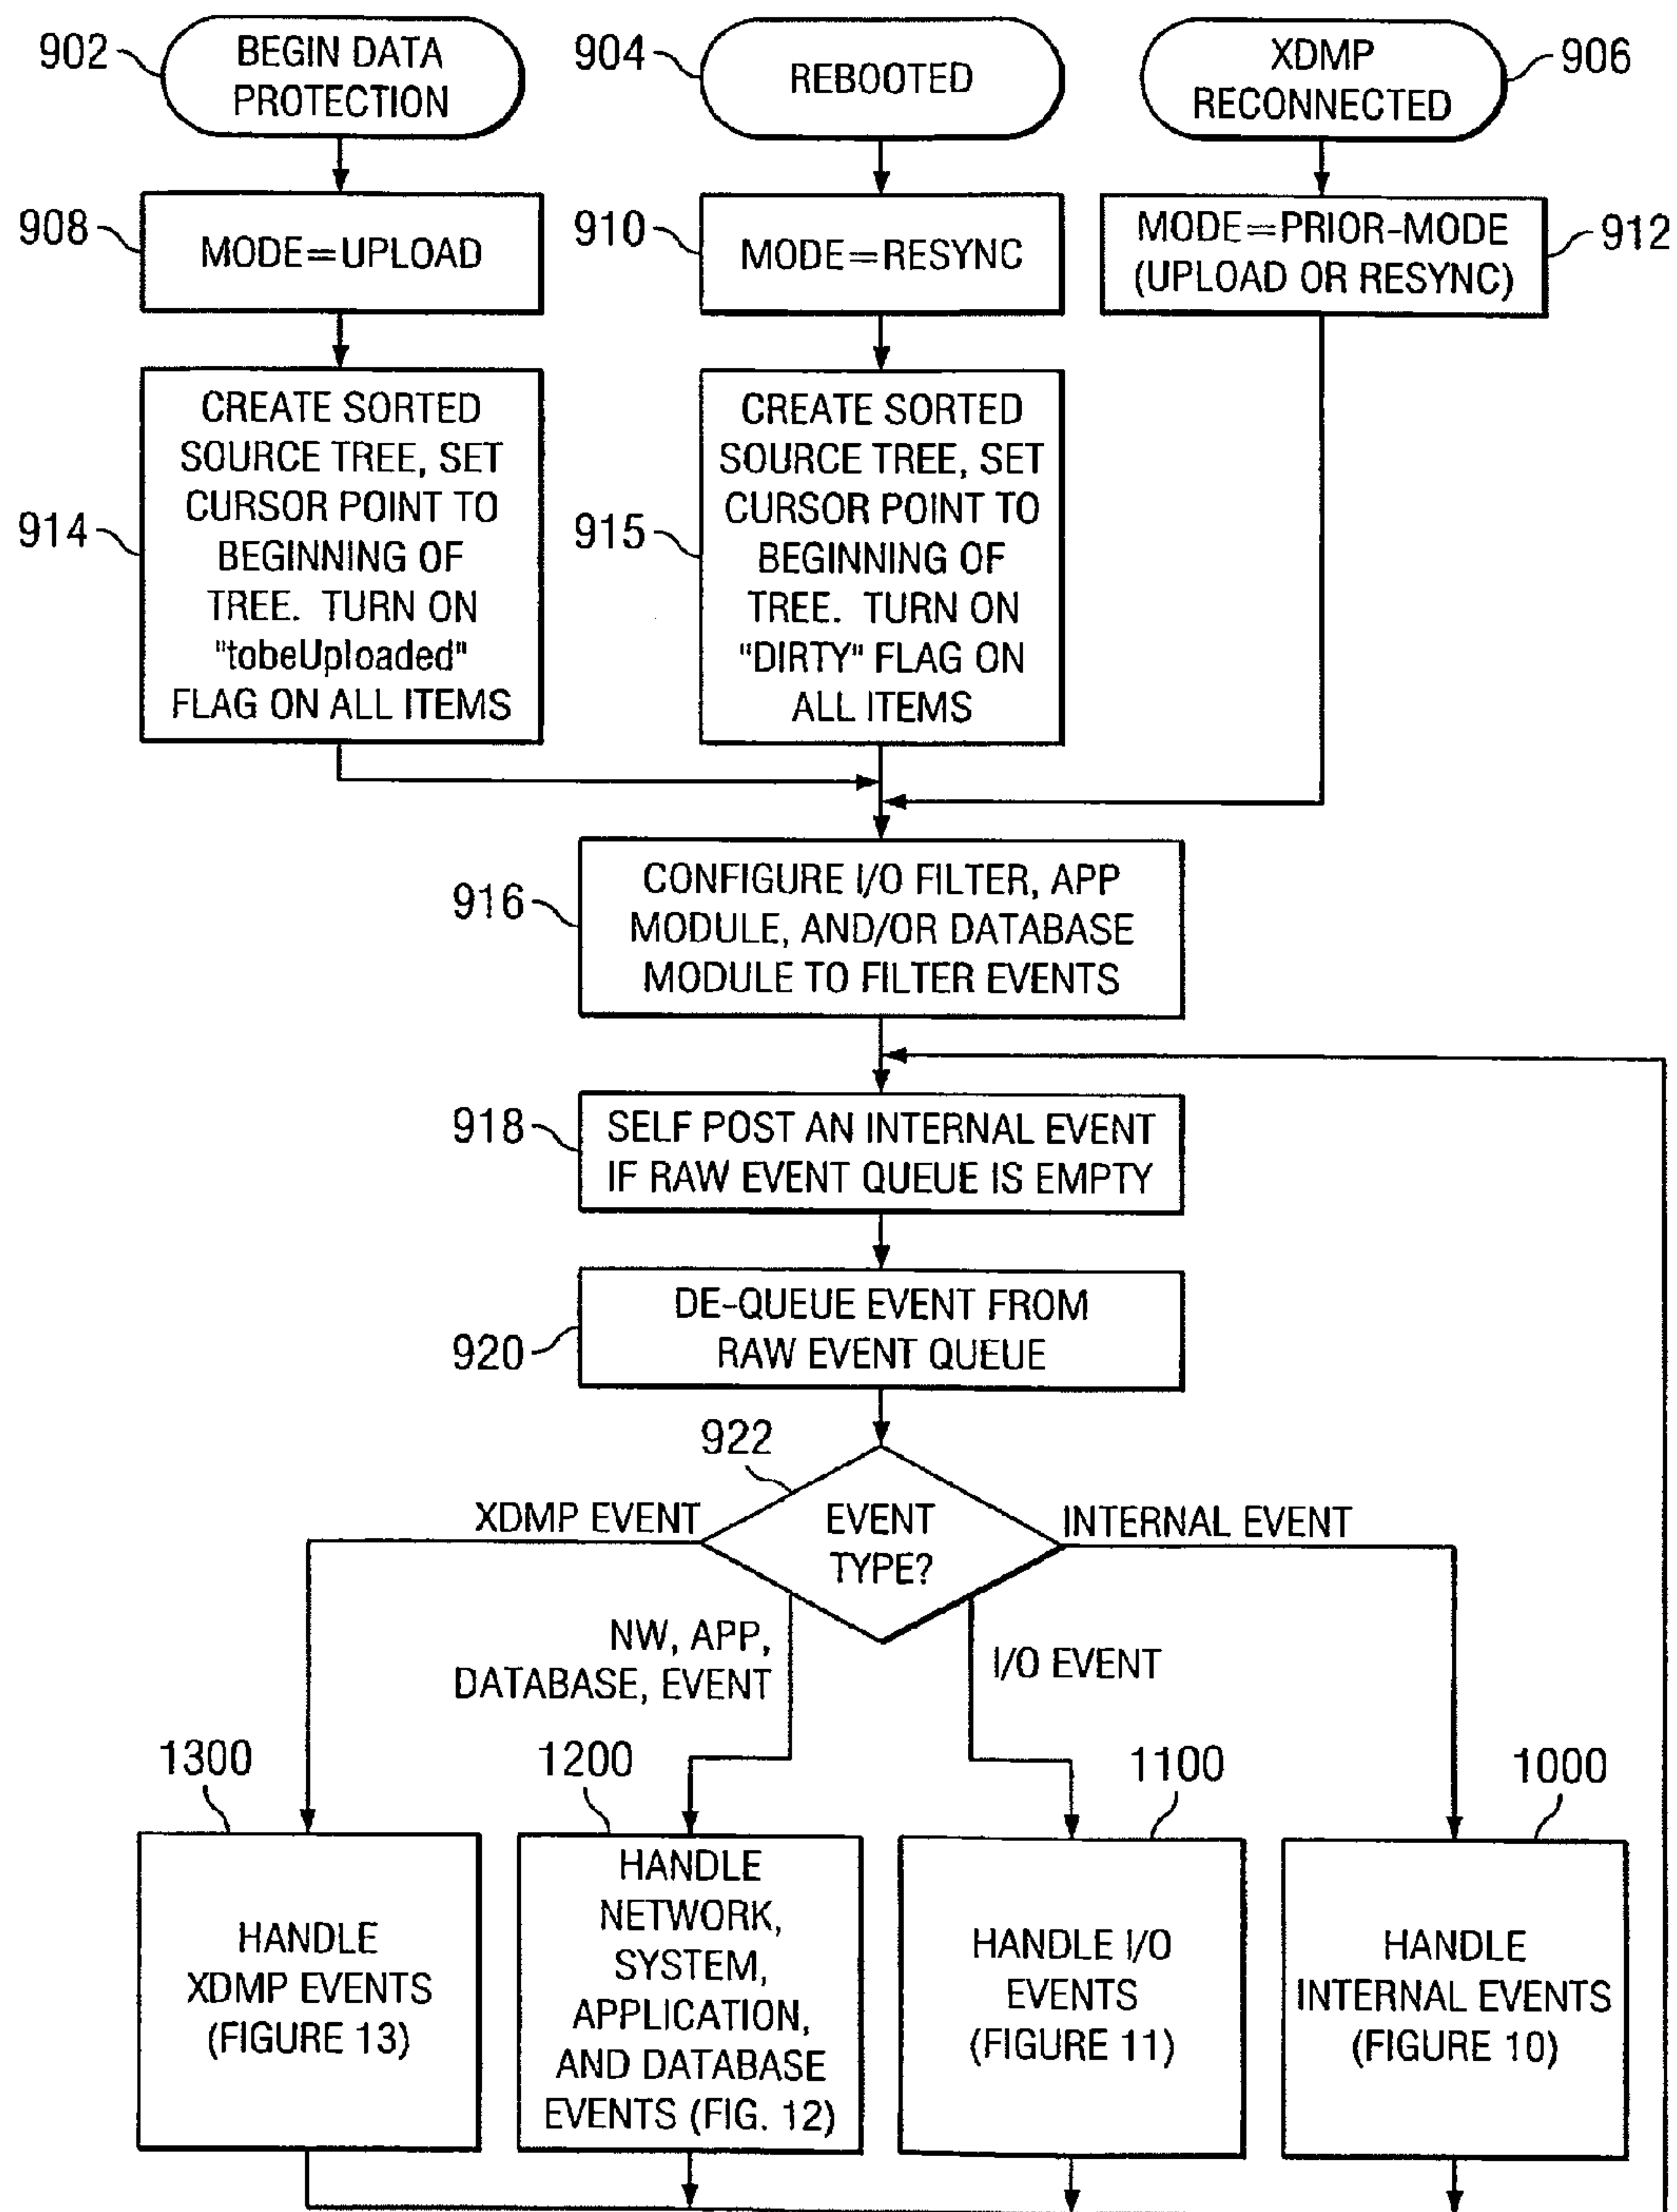 902
BEGIN DATA
PROTECTION
904
REBOOTED
XDMP
RECONNECTED
906
908
MODE=UPLOAD
910
MODE=RESYNC
MODE=PRIOR-MODE
(UPLOAD OR RESYNC)
912
914
CREATE SORTED
SOURCE TREE, SET
CURSOR POINT TO
BEGINNING OF
TREE. TURN ON
"tobeUploaded"
FLAG ON ALL ITEMS
915
CREATE SORTED
SOURCE TREE, SET
CURSOR POINT TO
BEGINNING OF
TREE. TURN ON
"DIRTY" FLAG ON
ALL ITEMS
916
CONFIGURE I/O FILTER, APP
MODULE, AND/OR DATABASE
MODULE TO FILTER EVENTS
918
SELF POST AN INTERNAL EVENT
IF RAW EVENT QUEUE IS EMPTY
920
DE-QUEUE EVENT FROM
RAW EVENT QUEUE
922
EVENT
TYPE?
XDMP EVENT
INTERNAL EVENT
NW, APP,
DATABASE, EVENT
I/O EVENT
1300
HANDLE
XDMP EVENTS
(FIGURE 13)
1200
HANDLE
NETWORK,
SYSTEM,
APPLICATION,
AND DATABASE
EVENTS (FIG. 12)
1100
HANDLE I/O
EVENTS
(FIGURE 11)
1000
HANDLE
INTERNAL EVENTS
(FIGURE 10)